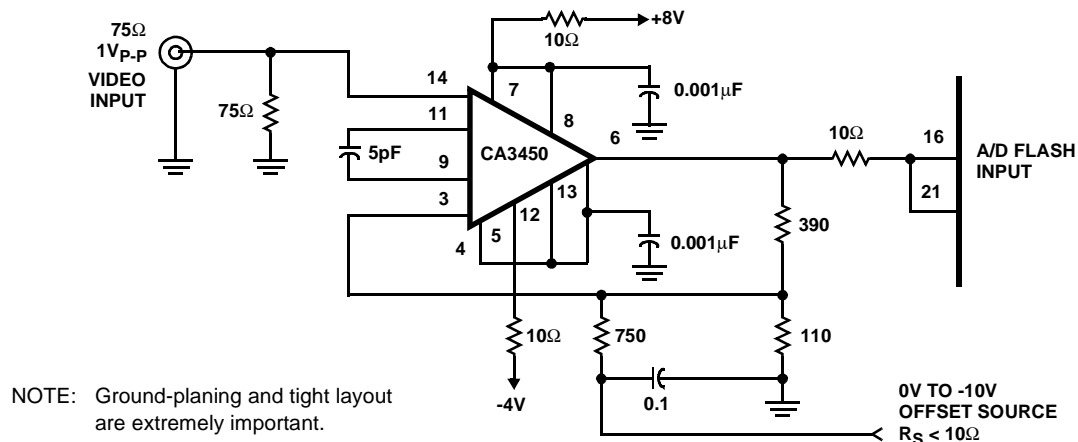 75Ω
1VP-P
VIDEO
INPUT
75Ω
14
11
5pF
9
3
4
5
12
13
CA3450
7
8
6
10Ω
+8V
0.001μF
0.001μF
10Ω
16
21
A/D FLASH
INPUT
390
10Ω
-4V
750
110
0.1
0V TO -10V
OFFSET SOURCE
RS < 10Ω
NOTE: Ground-planing and tight layout
are extremely important.